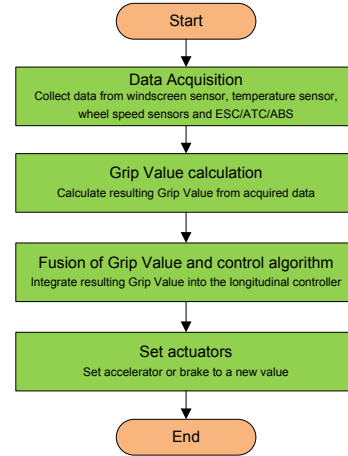 Start
Data Acquisition
Collect data from windscreen sensor, temperature sensor,
wheel speed sensors and ESC/ATC/ABS
Grip Value calculation
Calculate resulting Grip Value from acquired data
Fusion of Grip Value and control algorithm
Integrate resulting Grip Value into the longitudinal controller
Set actuators
Set accelerator or brake to a new value
End